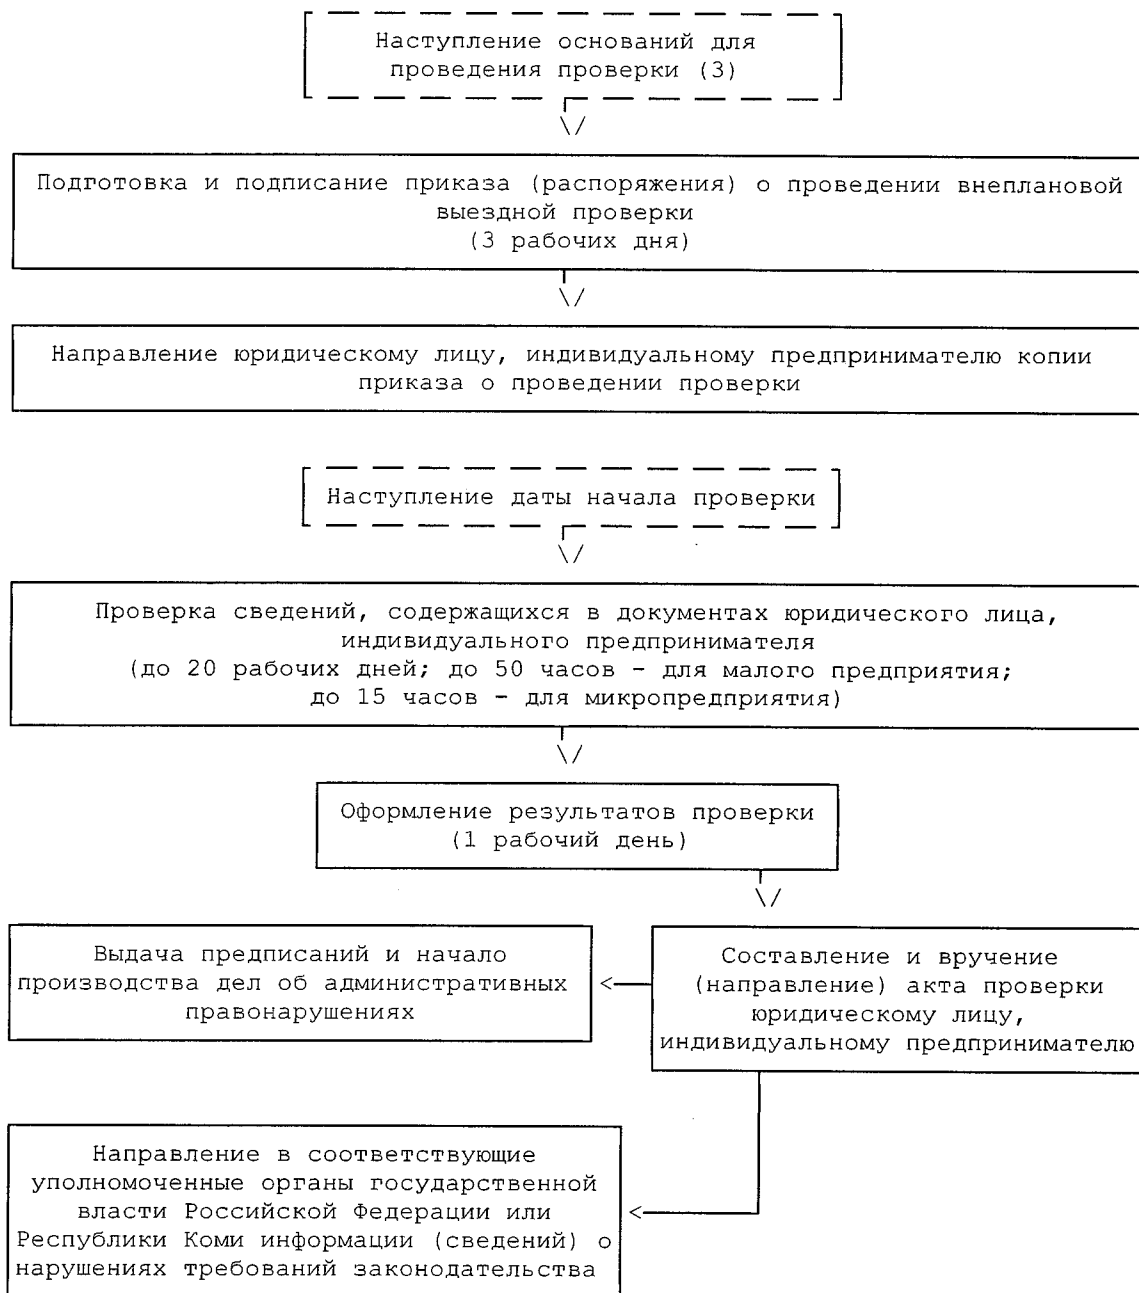 Наступление оснований для
проведения проверки (3)
Подготовка и подписание приказа (распоряжения) о проведении внеплановой
выездной проверки
(3 рабочих дня)
Направление юридическому лицу, индивидуальному предпринимателю копии
приказа о проведении проверки
Наступление даты начала проверки
Проверка сведений, содержащихся в документах юридического лица,
индивидуального предпринимателя
(до 20 рабочих дней; до 50 часов - для малого предприятия;
до 15 часов - для микропредприятия)
Оформление результатов проверки
(1 рабочий день)
Выдача предписаний и начало
производства дел об административных
правонарушениях
Составление и вручение
(направление) акта проверки
юридическому лицу,
индивидуальному предпринимателю
Направление в соответствующие
уполномоченные органы государственной
власти Российской Федерации или
Республики Коми информации (сведений) о
нарушениях требований законодательства